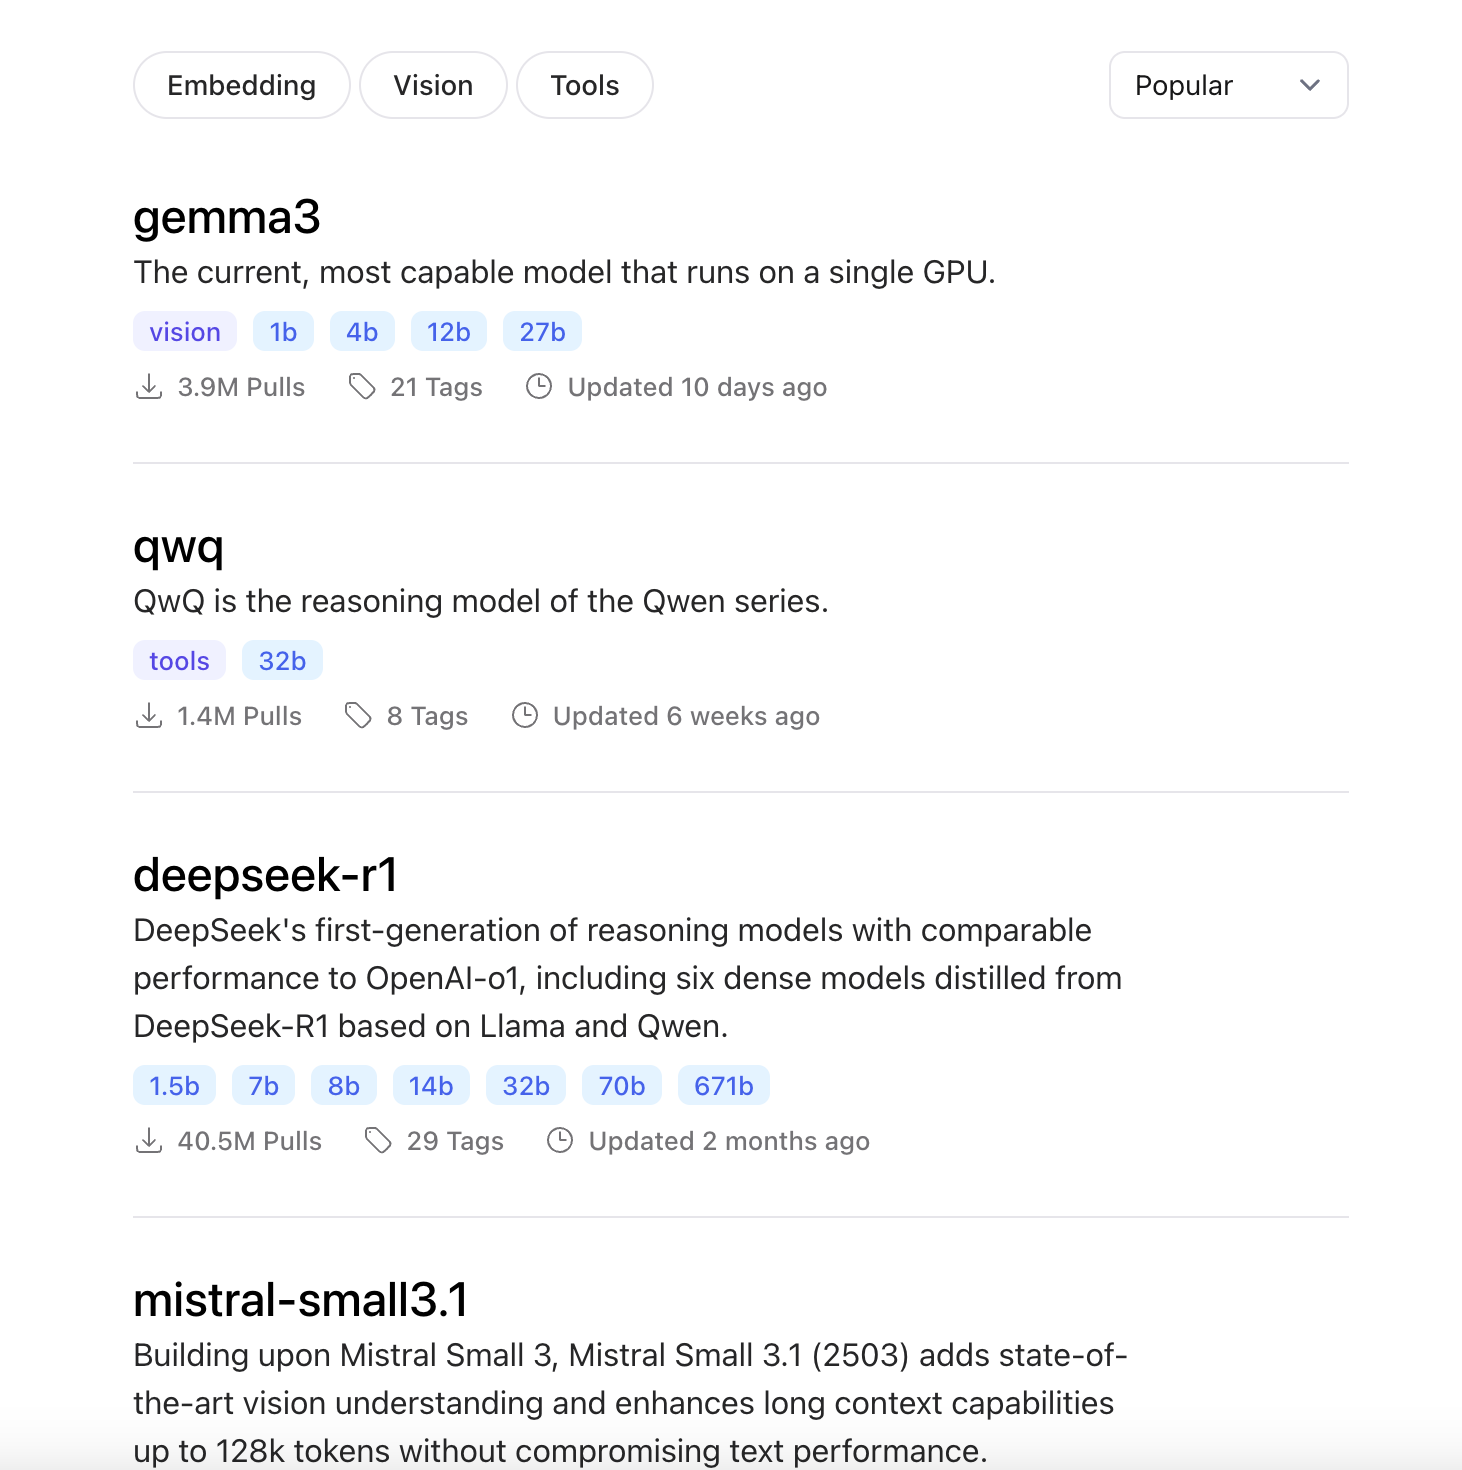 Embedding Vision Tools Popular
gemma3
The current, most capable model that runs on a single GPU.
vision 1b 4b 12b 27b
3.9M Pulls 21 Tags Updated 10 days ago
qwq
QwQ is the reasoning model of the Qwen series.
tools 32b
1.4M Pulls 8 Tags Updated 6 weeks ago
deepseek-r1
DeepSeek's first-generation of reasoning models with comparable
performance to OpenAI-o1, including six dense models distilled from
DeepSeek-R1 based on Llama and Qwen.
1.5b 7b 8b 14b 32b 70b 671b
40.5M Pulls 29 Tags Updated 2 months ago
mistral-small3.1
Building upon Mistral Small 3, Mistral Small 3.1 (2503) adds state-of-
the-art vision understanding and enhances long context capabilities
up to 128k tokens without compromising text performance.